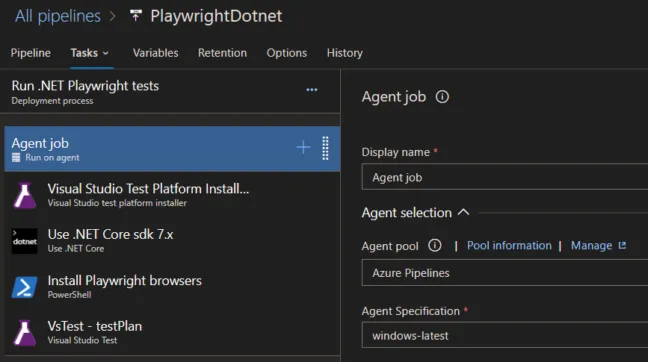 All pipelines > PlaywrightDotnet
Pipeline Tasks Variables Retention Options History
Run .NET Playwright tests
Deployment process
...
Agent job
Run on agent
Visual Studio Test Platform Install...
Visual Studio test platform installer
dotnet
Use .NET Core sdk 7.x
Use .NET Core
Install Playwright browsers
PowerShell
VsTest - testPlan
Visual Studio Test
Agent job
Display name *
Agent job
Agent selection
Agent pool | Pool information | Manage
Azure Pipelines
Agent Specification *
windows-latest